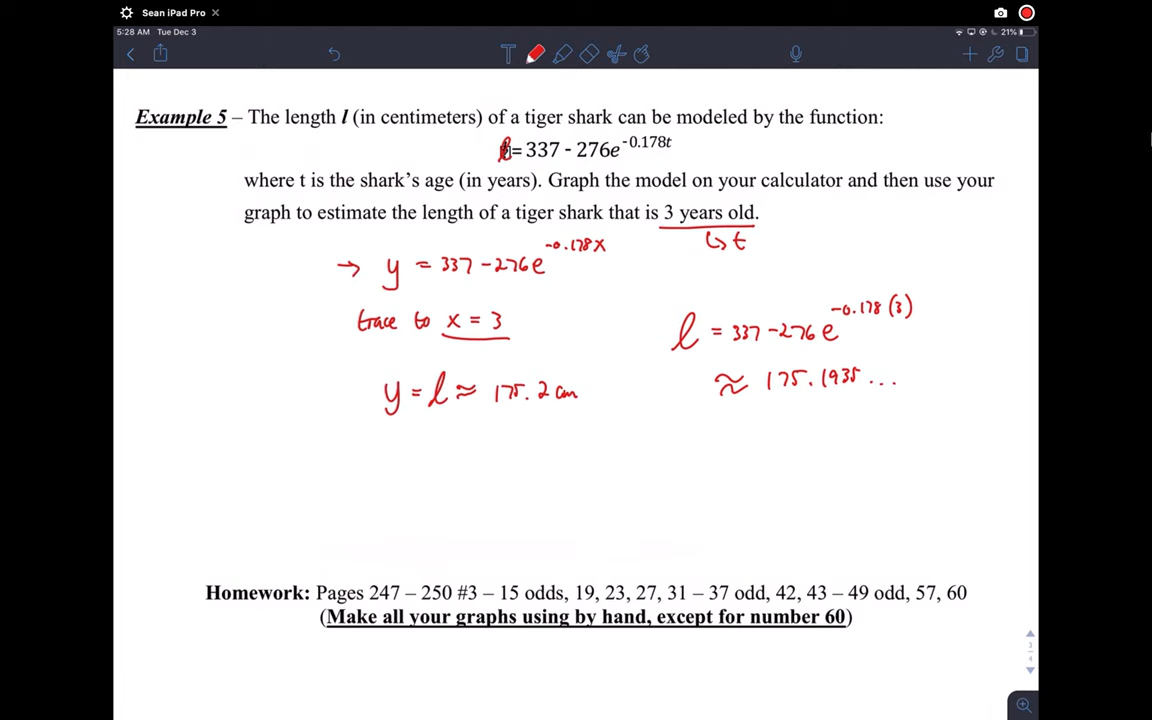 Sean iPad Pro ×
5:28 AM Tue Dec 3
21%
T
Example 5 – The length l (in centimeters) of a tiger shark can be modeled by the function:
l = 337 - 276e^-0.178t
where t is the shark's age (in years). Graph the model on your calculator and then use your
graph to estimate the length of a tiger shark that is 3 years old.
↳ t
→ y = 337 - 276e^-0.178x
trace to x = 3
l = 337 - 276e^-0.178(3)
≈ 175.1935...
y = l ≈ 175.2 cm
Homework: Pages 247 – 250 #3 – 15 odds, 19, 23, 27, 31 – 37 odd, 42, 43 – 49 odd, 57, 60
(Make all your graphs using by hand, except for number 60)
3
4